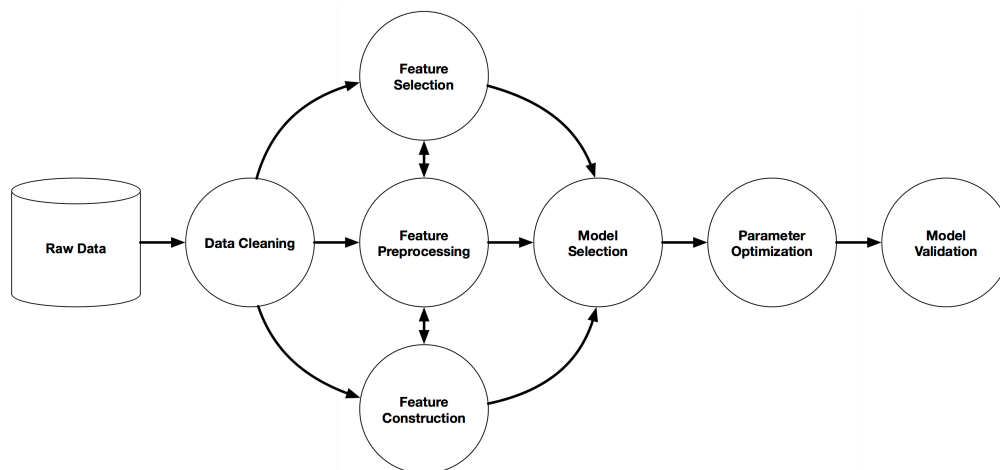 Feature
Selection
Raw Data
Data Cleaning
Feature
Preprocessing
Model
Selection
Parameter
Optimization
Model
Validation
Feature
Construction